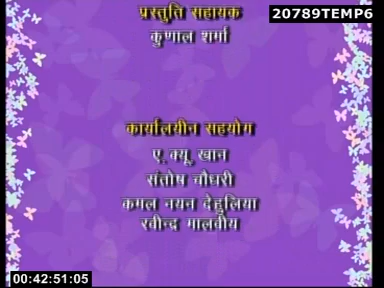 20789TEMP6
प्रस्तुति सहायक
कुणाल शर्मा
कार्यालयीन सहयोग
ए. क्यू. खान
संतोष चौधरी
कमल नयन देहुलिया
रवीन्द्र मालवीय
00:42:51:05